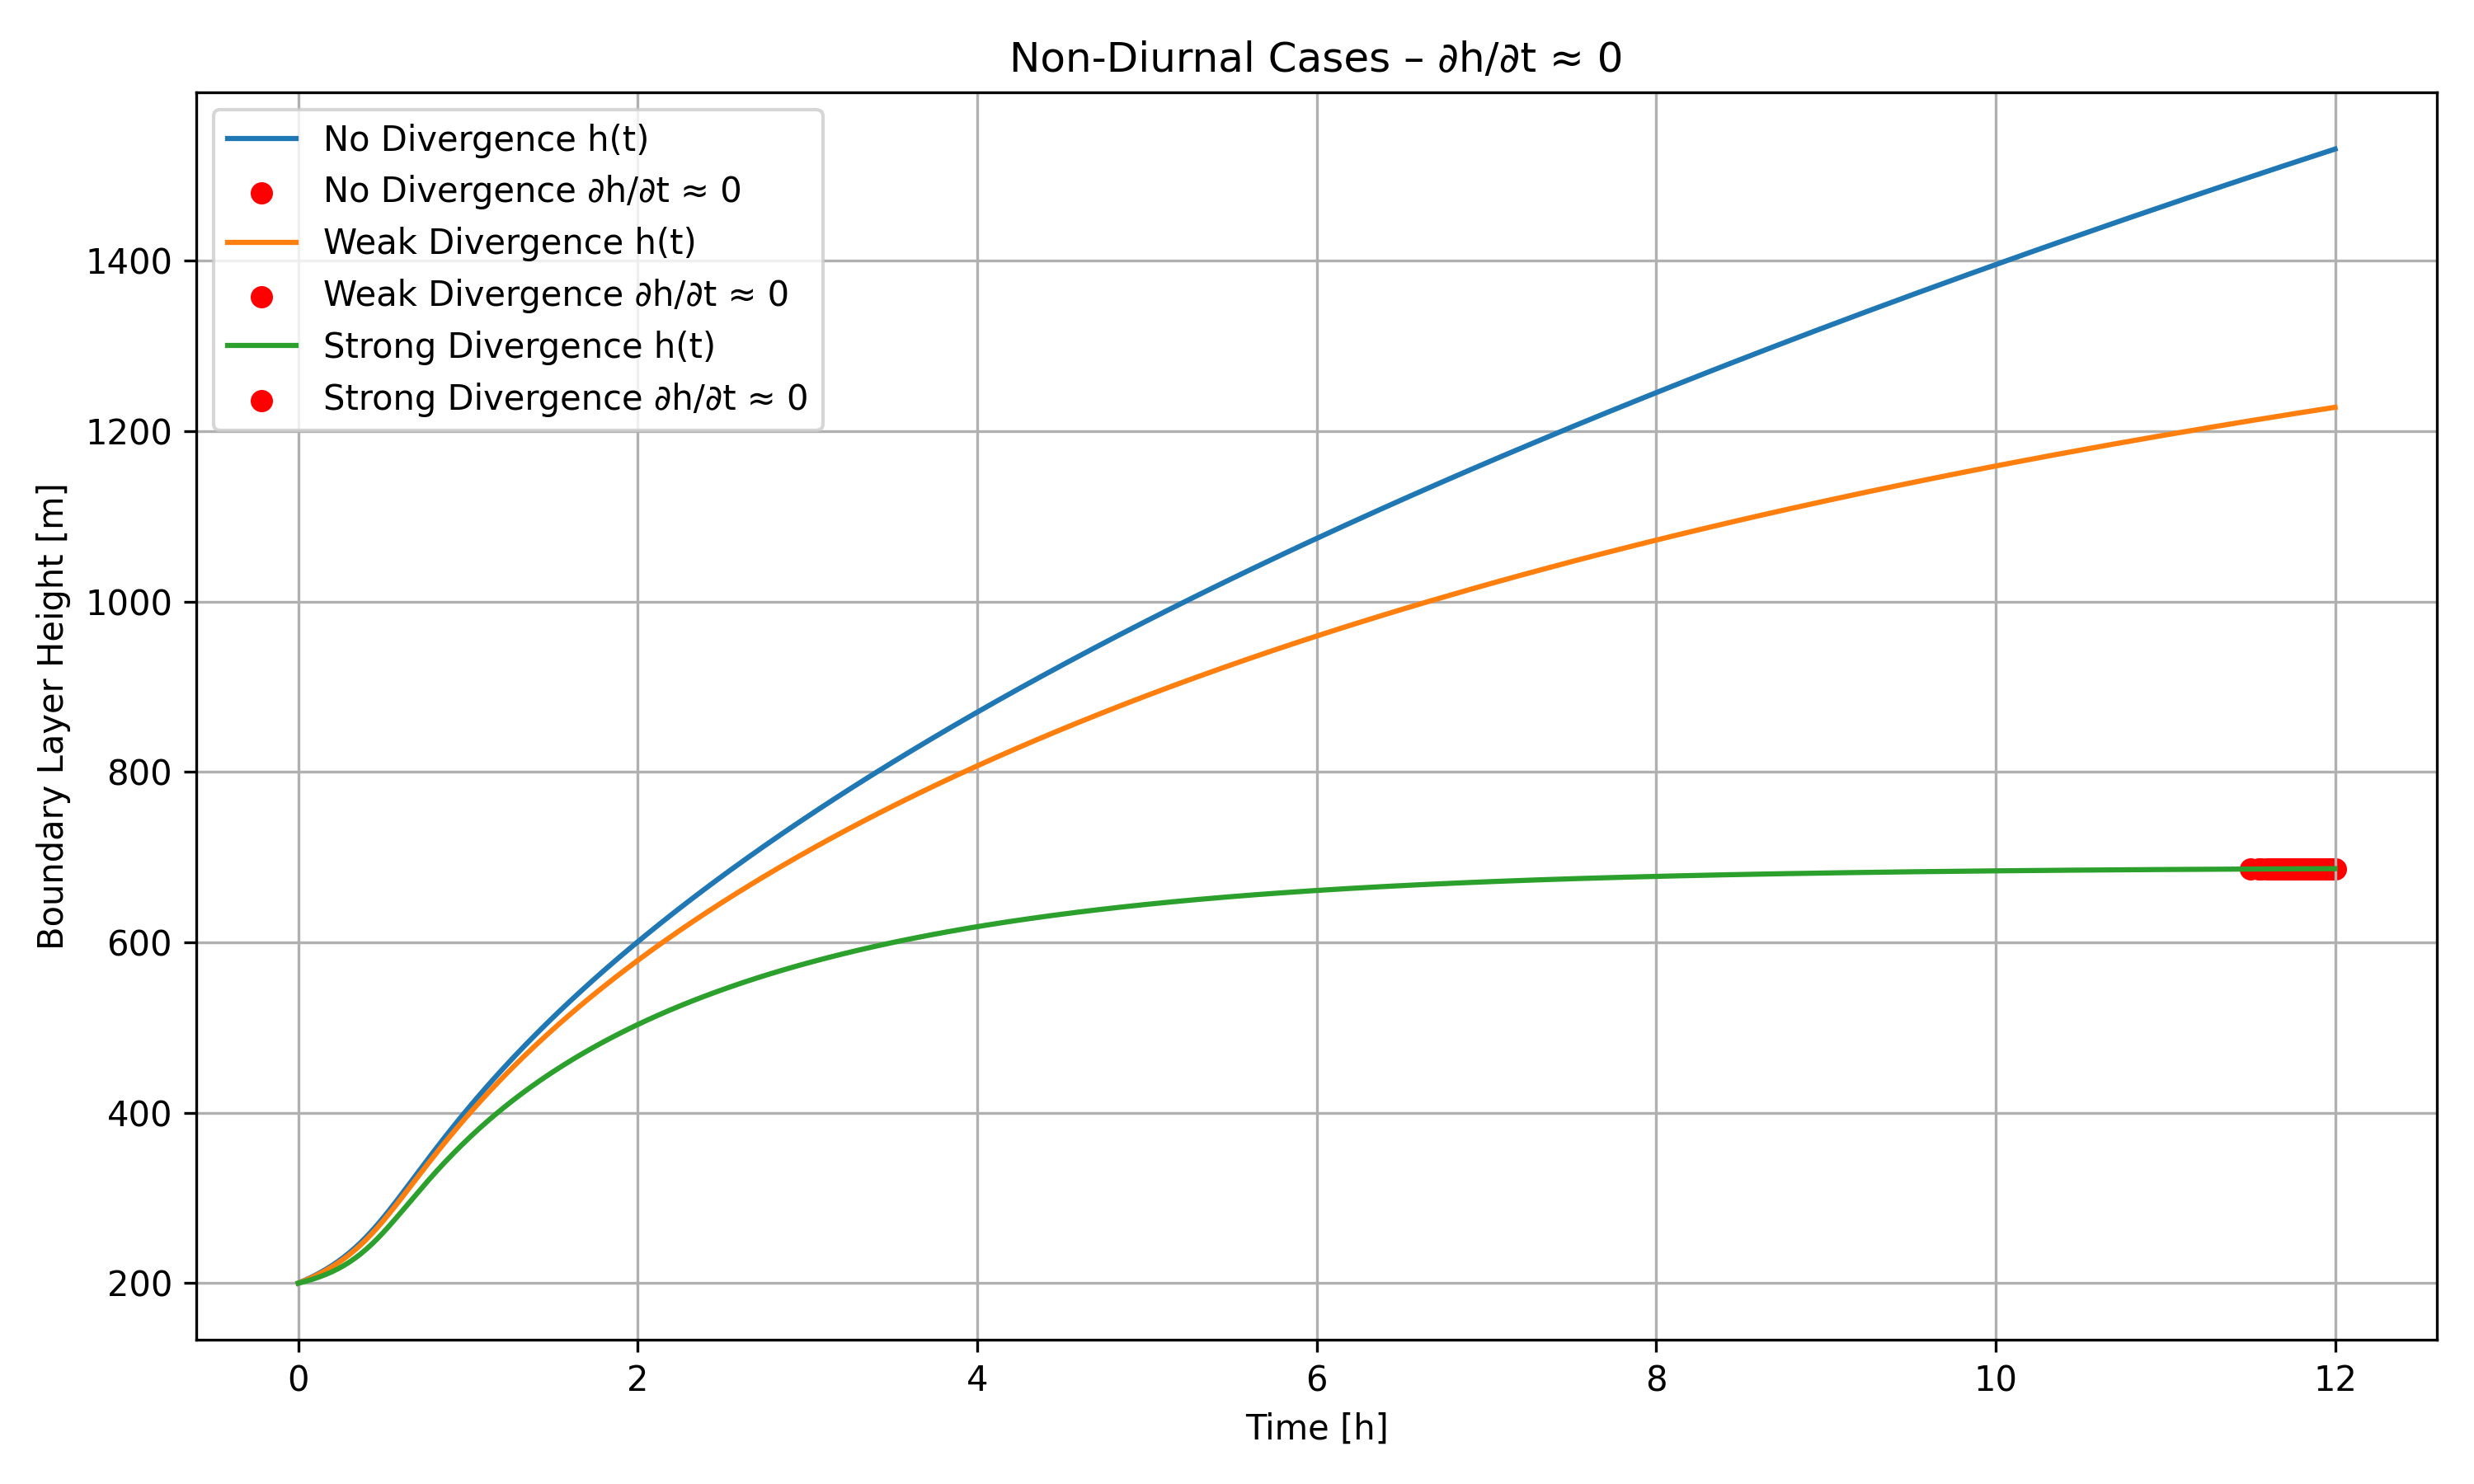 Non-Diurnal Cases – ∂h/∂t ≈ 0
No Divergence h(t)
No Divergence ∂h/∂t ≈ 0
Weak Divergence h(t)
Weak Divergence ∂h/∂t ≈ 0
Strong Divergence h(t)
Strong Divergence ∂h/∂t ≈ 0
Boundary Layer Height [m]
1400
1200
1000
800
600
400
200
0 2 4 6 8 10 12
Time [h]